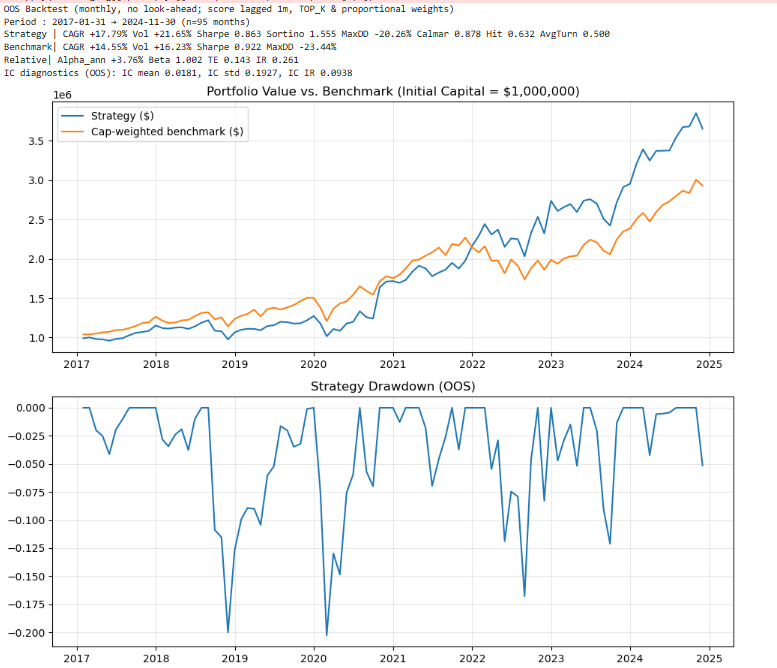 OOS Backtest (monthly, no look-ahead; score lagged 1m, TOP_K & proportional weights)
Period : 2017-01-31 → 2024-11-30 (n=95 months)
Strategy | CAGR +17.79% Vol +21.65% Sharpe 0.863 Sortino 1.555 MaxDD -20.26% Calmar 0.878 Hit 0.632 AvgTurn 0.500
Benchmark| CAGR +14.55% Vol +16.23% Sharpe 0.922 MaxDD -23.44%
Relative| Alpha_ann +3.76% Beta 1.002 TE 0.143 IR 0.261
IC diagnostics (OOS): IC mean 0.0181, IC std 0.1927, IC IR 0.0938
Portfolio Value vs. Benchmark (Initial Capital = $1,000,000)
1e6
Strategy ($)
Cap-weighted benchmark ($)
3.5
3.0
2.5
2.0
1.5
1.0
2017 2018 2019 2020 2021 2022 2023 2024 2025
Strategy Drawdown (OOS)
0.000
−0.025
−0.050
−0.075
−0.100
−0.125
−0.150
−0.175
−0.200
2017 2018 2019 2020 2021 2022 2023 2024 2025